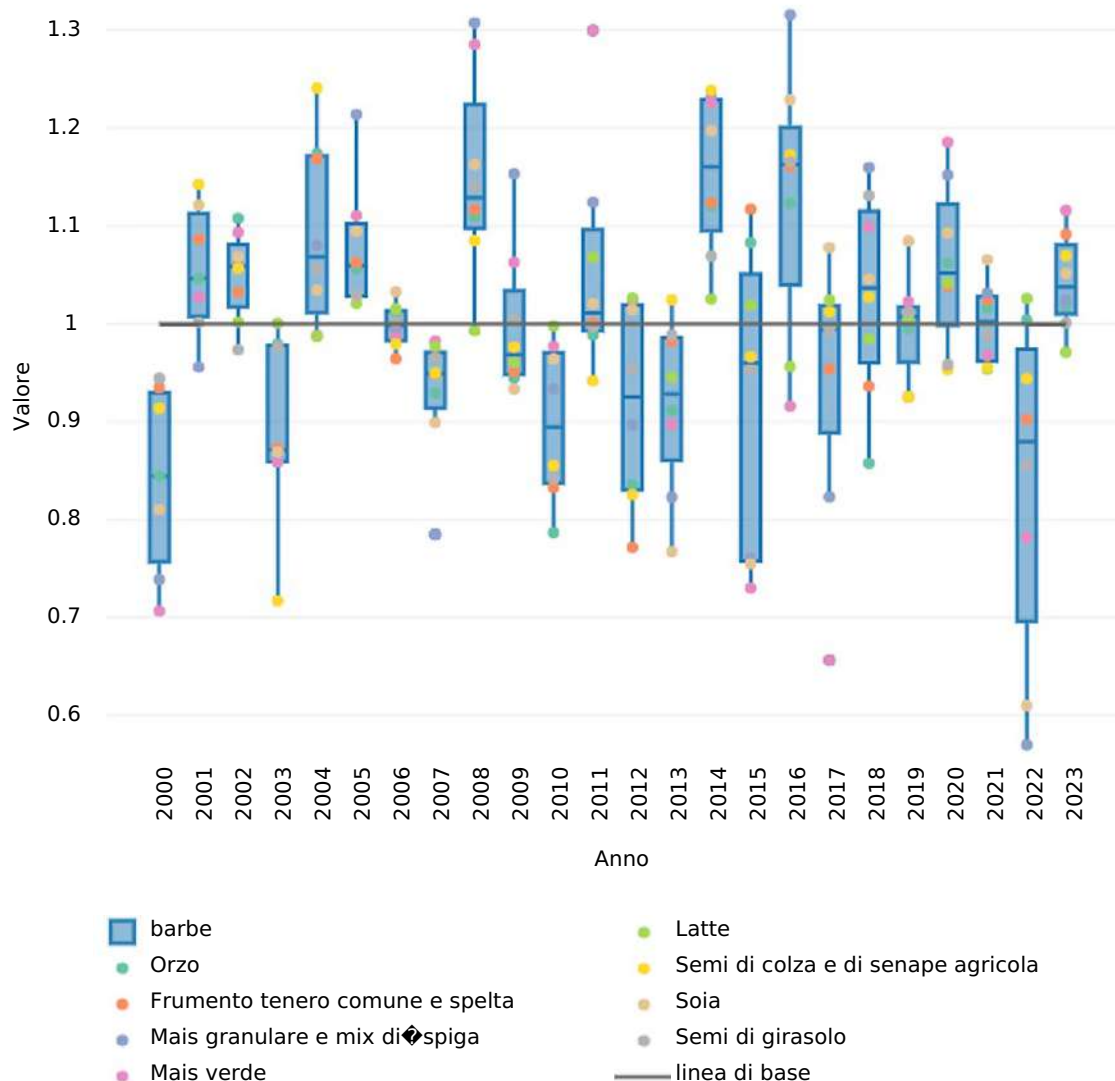 1.3
1.2
1.1
1
0.9
0.8
0.7
0.6
Valore
2000 2001 2002 2003 2004 2005 2006 2007 2008 2009 2010 2011 2012 2013 2014 2015 2016 2017 2018 2019 2020 2021 2022 2023
Anno
barbe
Orzo
Frumento tenero comune e spelta
Mais granulare e mix di�spiga
Mais verde
Latte
Semi di colza e di senape agricola
Soia
Semi di girasolo
linea di base